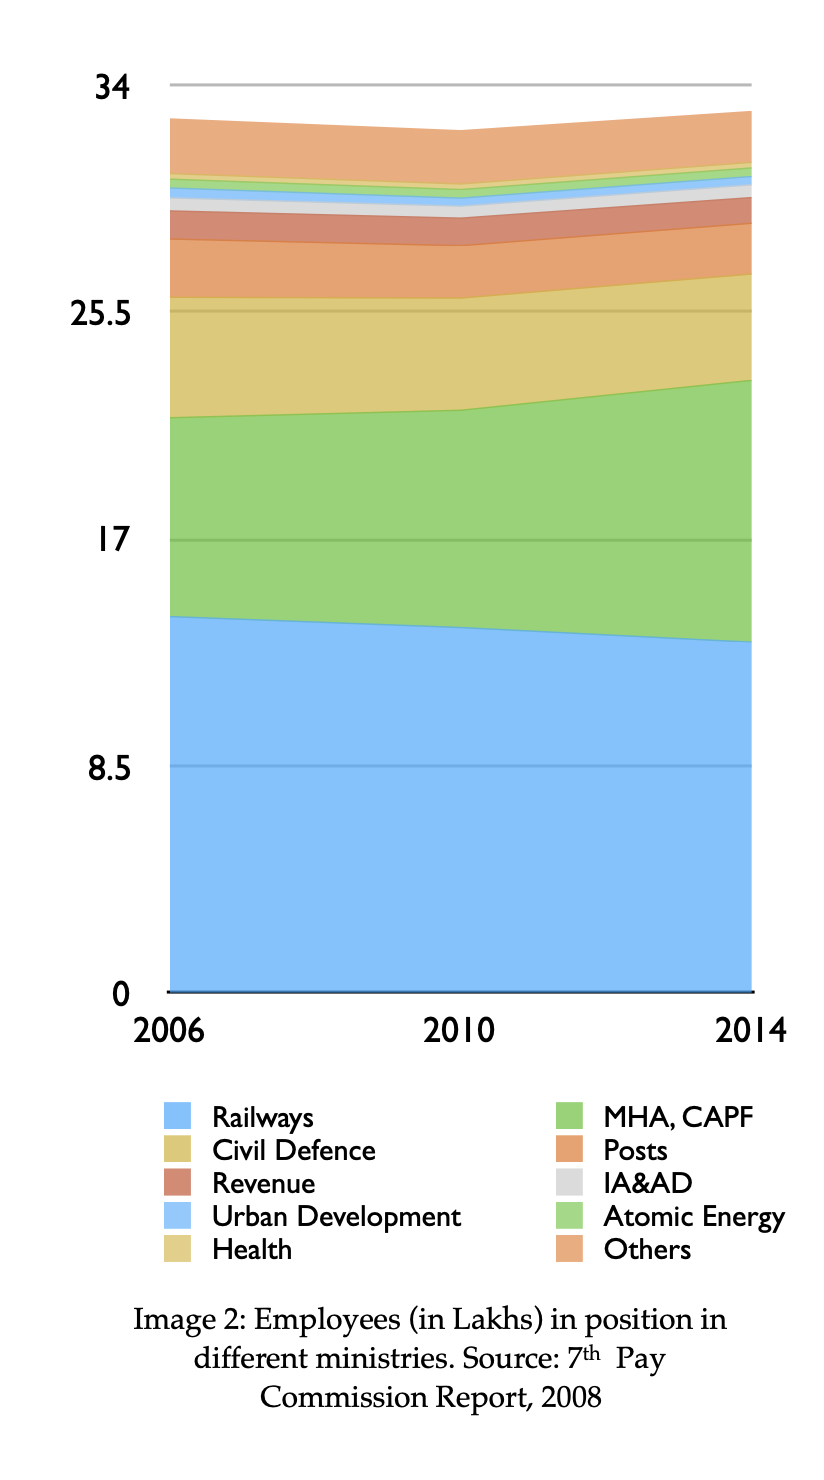 34
25.5
17
8.5
0
2006 2010 2014
Railways MHA, CAPF
Civil Defence Posts
Revenue IA&AD
Urban Development Atomic Energy
Health Others
Image 2: Employees (in Lakhs) in position in
different ministries. Source: 7th Pay
Commission Report, 2008